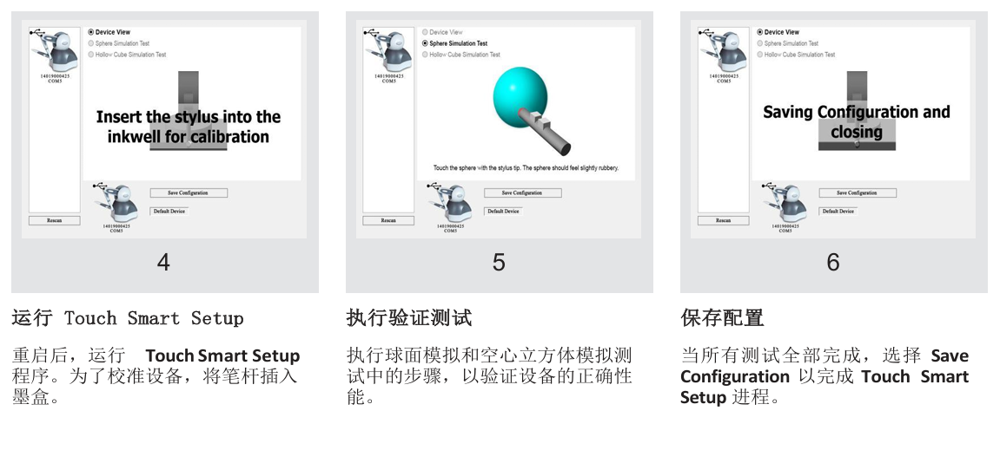 Device View
Sphere Simulation Test
Hollow Cube Simulation Test
14019000425
COM5
Insert the stylus into the
inkwell for calibration
Save Configuration
Default Device
Rescan
14019000425
COM5
4
运行 Touch Smart Setup
重启后，运行 Touch Smart Setup
程序。为了校准设备，将笔杆插入
墨盒。
Device View
Sphere Simulation Test
Hollow Cube Simulation Test
14019000425
COM5
Touch the sphere with the stylus tip. The sphere should feel slightly rubbery.
Save Configuration
Default Device
Rescan
14019000425
COM5
5
执行验证测试
执行球面模拟和空心立方体模拟测
试中的步骤，以验证设备的正确性
能。
Device View
Sphere Simulation Test
Hollow Cube Simulation Test
14019000425
COM5
Saving Configuration and
closing
Save Configuration
Default Device
Rescan
14019000425
COM5
6
保存配置
当所有测试全部完成，选择 Save
Configuration 以完成 Touch Smart
Setup 进程。